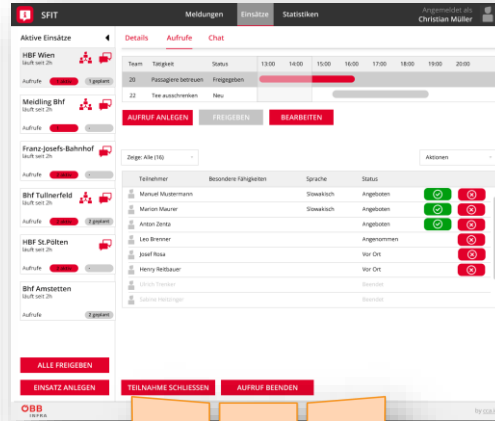 SFIT
Meldungen
Einsätze
Statistiken
Angemeldet als
Christian Müller
Aktive Einsätze
Details
Aufrufe
Chat
HBF Wien
läuft seit 2h
Aufrufe
1 geplant
Meidling Bhf
läuft seit 2h
Aufrufe
Franz-Josefs-Bahnhof
läuft seit 2h
Aufrufe
Bhf Tullnerfeld
läuft seit 2h
Aufrufe
2 geplant
HBF St.Pölten
läuft seit 2h
Aufrufe
Bhf Amstetten
läuft seit 2h
Aufrufe
2 geplant
ALLE FREIGEBEN
EINSATZ ANLEGEN
Team Tätigkeit Status 13:00 14:00 15:00 16:00 17:00 18:00 19:00 20:00
20 Passagiere betreuen Freigegeben
22 Tee ausschrenken Neu
AUFRUF ANLEGEN
FREIGEBEN
BEARBEITEN
Zeige: Alle (16)
Aktionen
Teilnehmer Besondere Fähigkeiten Sprache Status
Manuel Mustermann Slowakisch Angeboten
Marion Maurer Slowakisch Angeboten
Anton Zenta Angeboten
Leo Brenner Angenommen
Josef Rosa Vor Ort
Henry Reitbauer Vor Ort
Ulrich Trenker Beendet
Sabine Hietzinger Beendet
TEILNAHME SCHLIESSEN
AUFRUF BEENDEN
ÖBB
INFRA
by